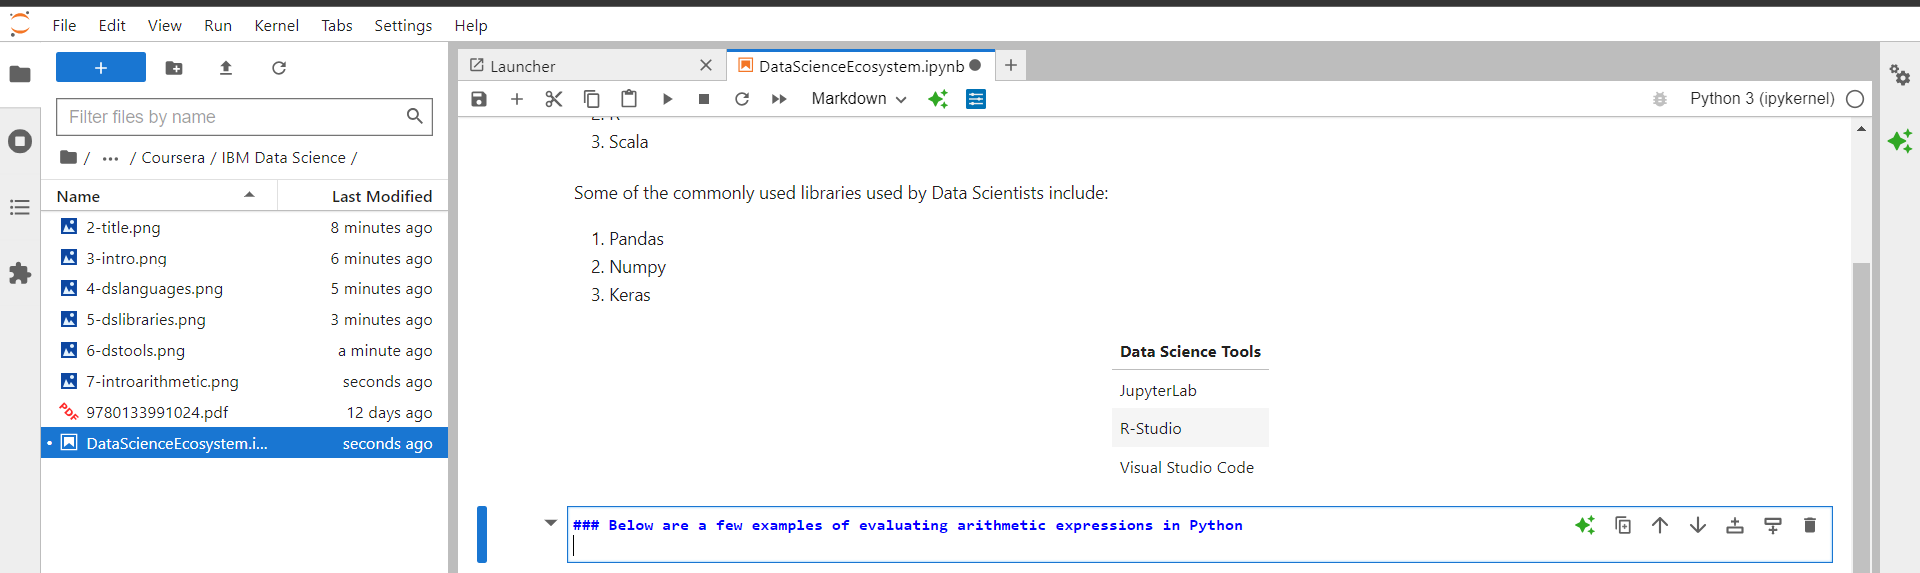 File Edit View Run Kernel Tabs Settings Help
+
Filter files by name
/ ··· / Coursera / IBM Data Science /
Name Last Modified
2-title.png 8 minutes ago
3-intro.png 6 minutes ago
4-dslanguages.png 5 minutes ago
5-dslibraries.png 3 minutes ago
6-dstools.png a minute ago
7-introarithmetic.png seconds ago
PDF 9780133991024.pdf 12 days ago
DataScienceEcosystem.i... seconds ago
Launcher DataScienceEcosystem.ipynb
Markdown Python 3 (ipykernel)
2. R
3. Scala
Some of the commonly used libraries used by Data Scientists include:
1. Pandas
2. Numpy
3. Keras
Data Science Tools
JupyterLab
R-Studio
Visual Studio Code
### Below are a few examples of evaluating arithmetic expressions in Python